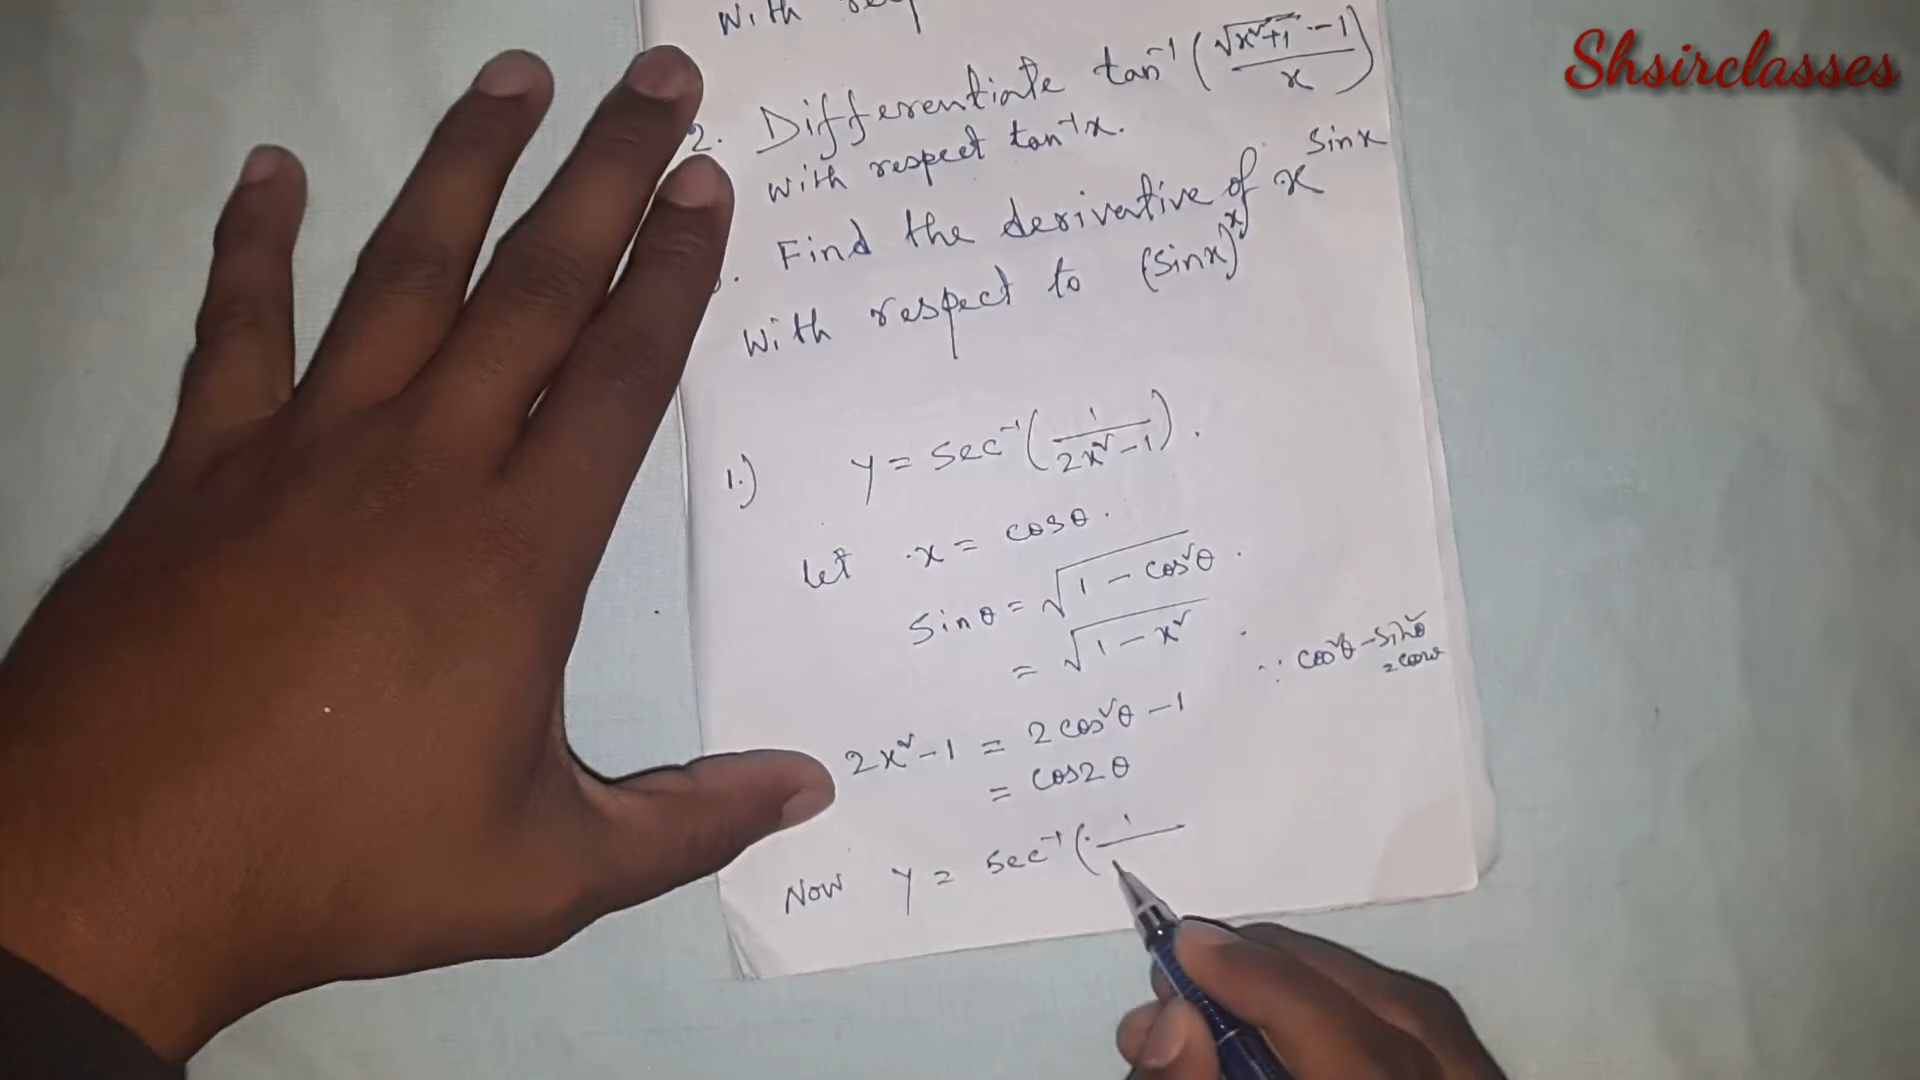 Shsirclasses
With resp
2. Differentiate tan⁻¹ (√x²+1 - 1 / x)
with respect tan⁻¹x.
. Find the derivative of x^sinx
with respect to (sinx)^x
1.) y = sec⁻¹ (1 / 2x²-1).
Let x = cosθ.
sinθ = √1 - cos²θ.
= √1 - x²
∵ cos²θ - sin²θ
2x² - 1 = 2cos²θ - 1
= cos2θ
Now y = sec⁻¹ (1